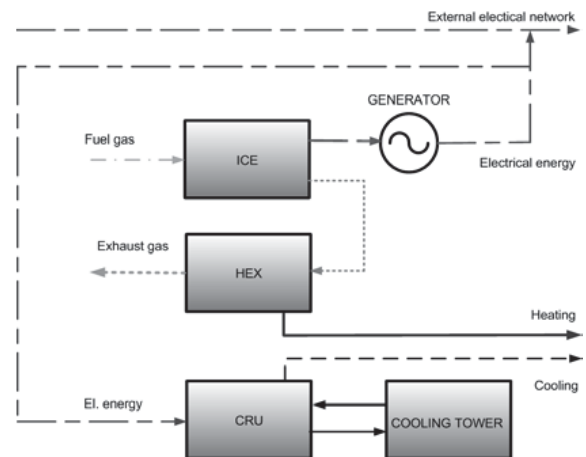 External electical network
GENERATOR
Fuel gas
ICE
Electrical energy
Exhaust gas
HEX
Heating
Cooling
El. energy
CRU
COOLING TOWER